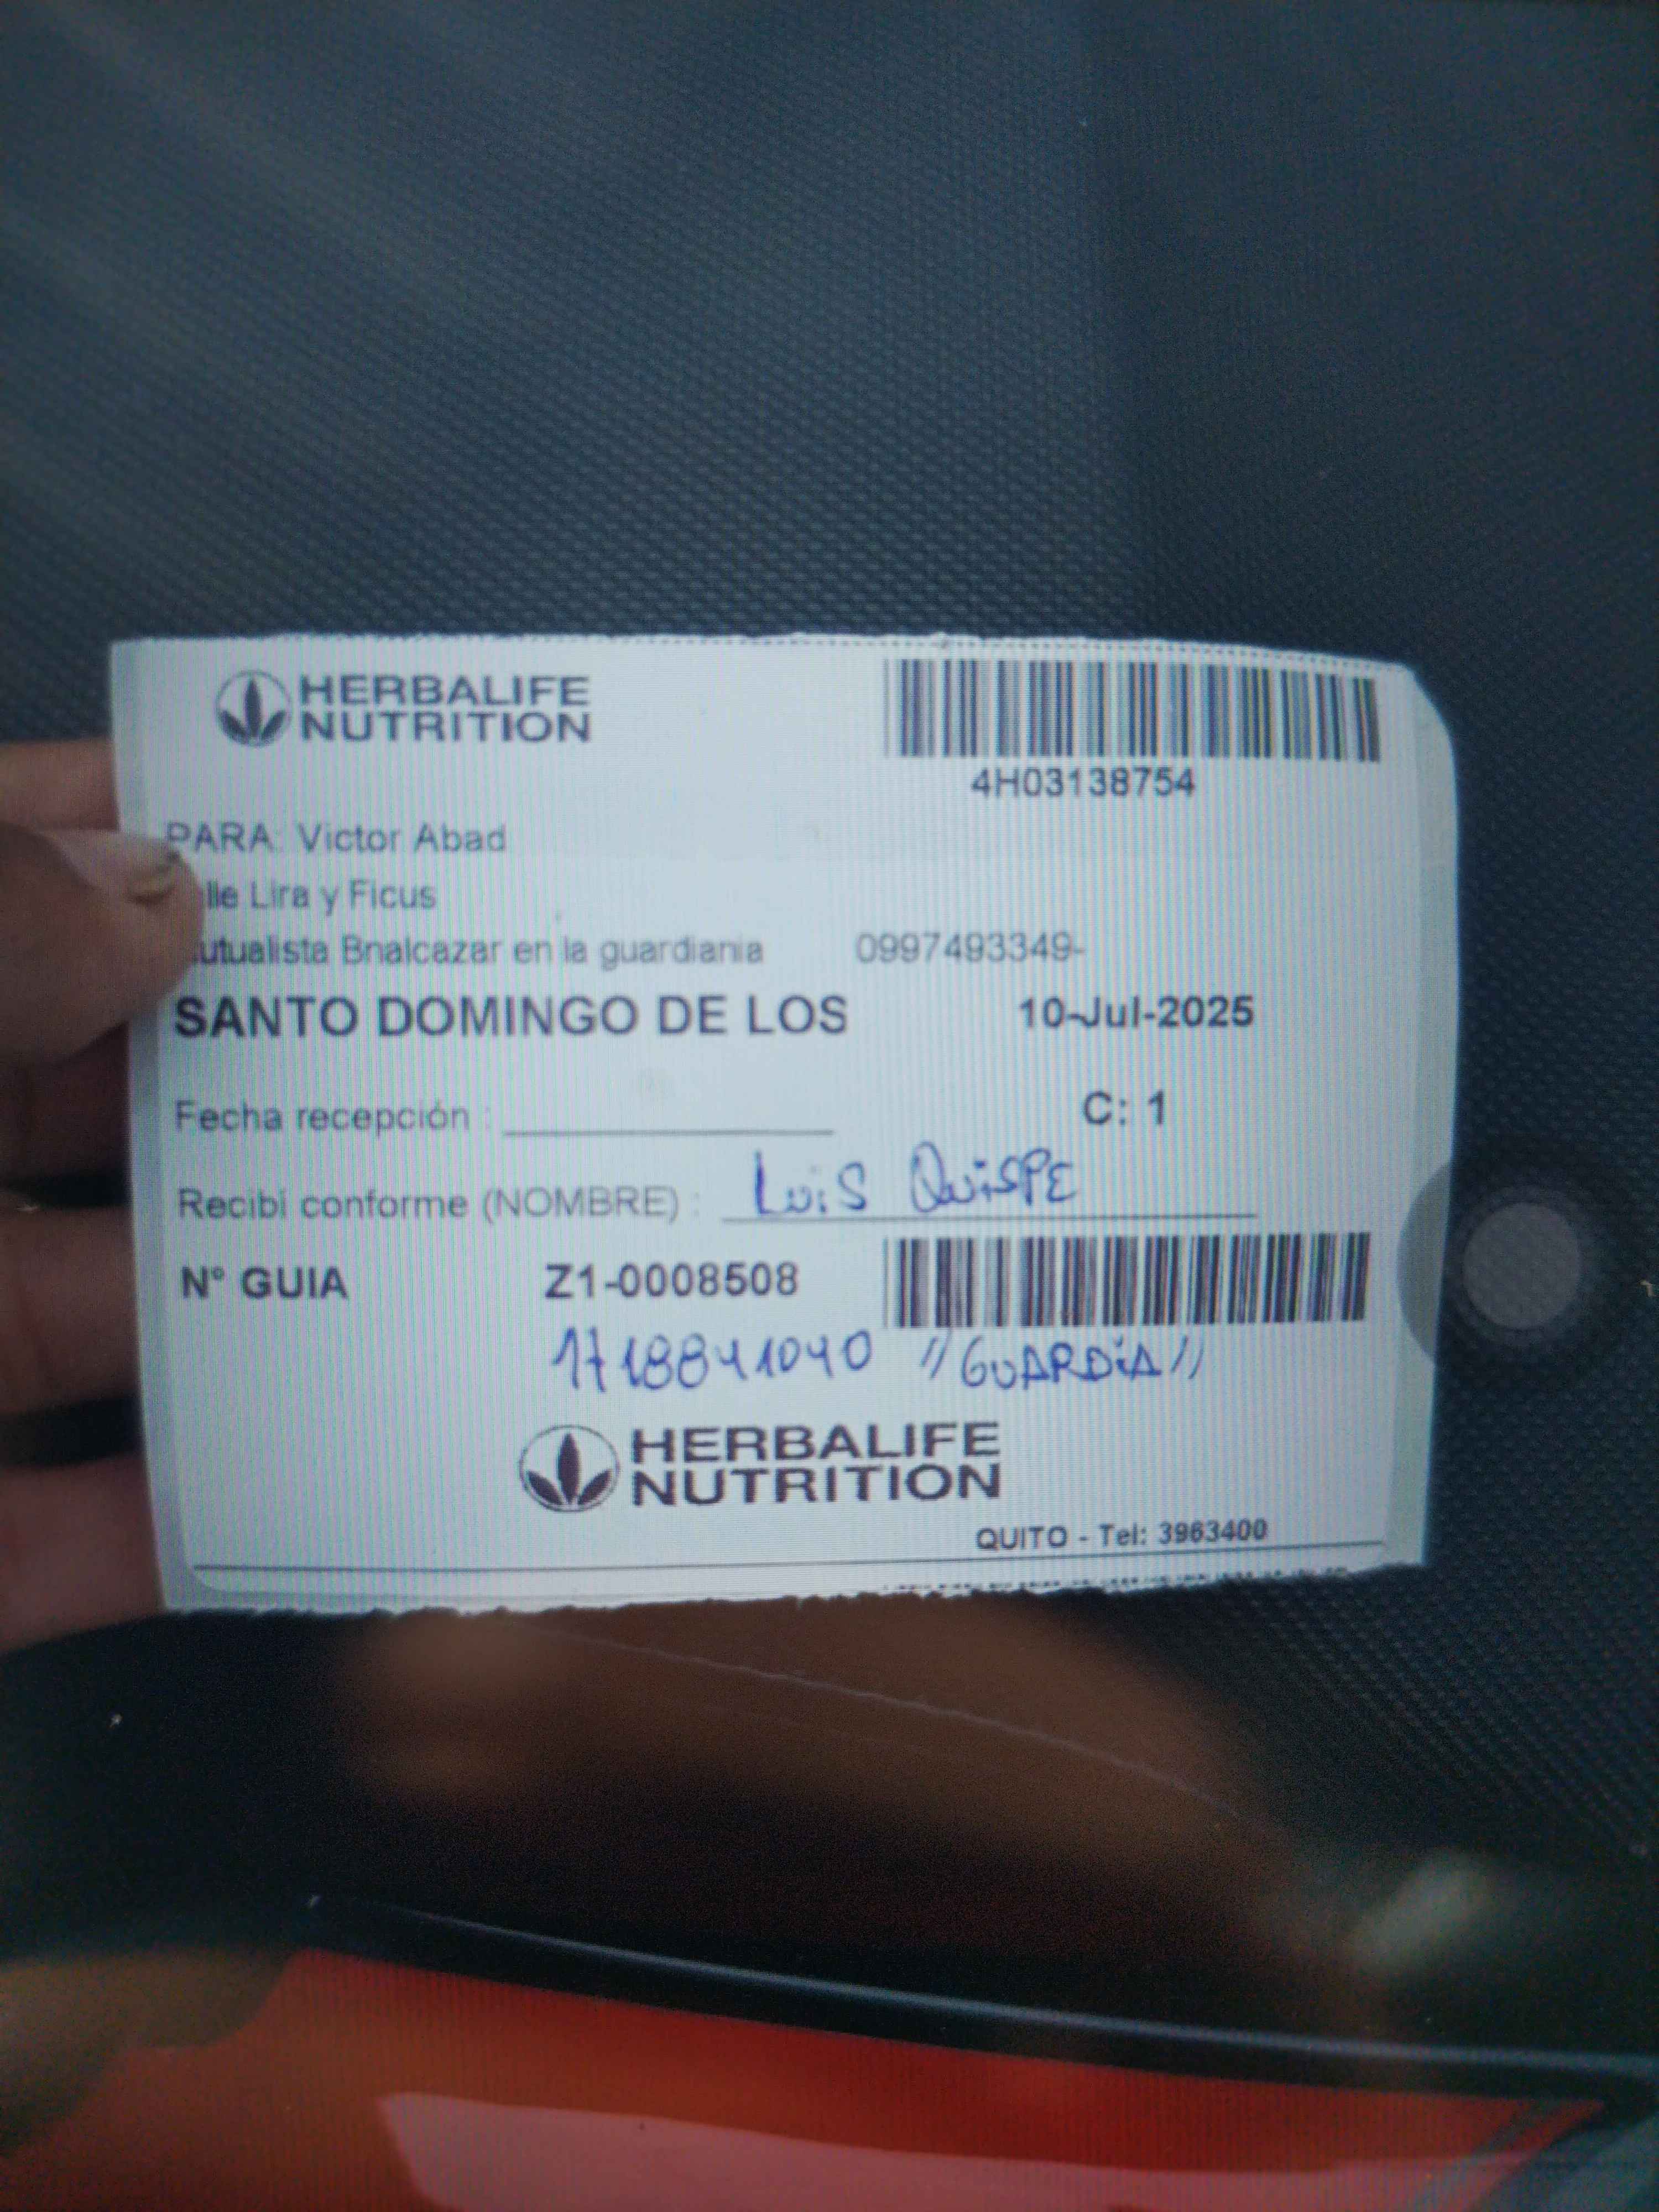 HERBALIFE
NUTRITION
4H03138754
PARA: Victor Abad
lle Lira y Ficus
utualista Bnalcazar en la guardiania 0997493349-
SANTO DOMINGO DE LOS 10-Jul-2025
Fecha recepción :
C: 1
Recibí conforme (NOMBRE) : Luis QuisPE
N° GUIA Z1-0008508
1718841040 //GUARDiA//
HERBALIFE
NUTRITION
QUITO - Tel: 3963400